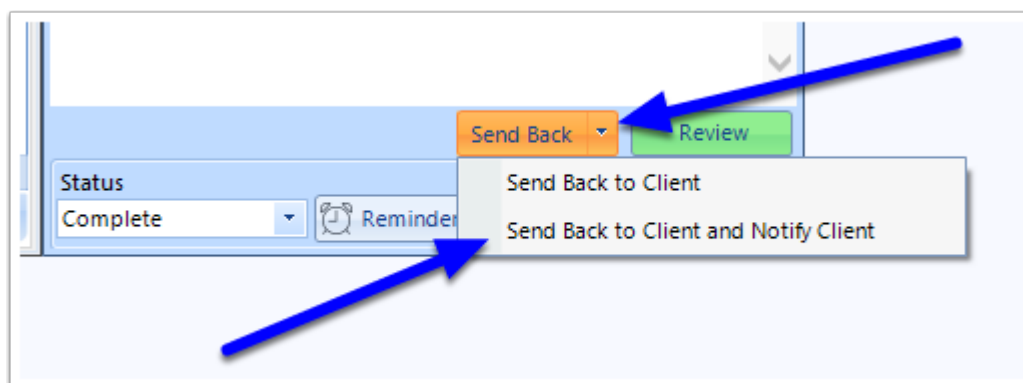 Send Back
Review
Send Back to Client
Send Back to Client and Notify Client
Status
Complete
Reminder